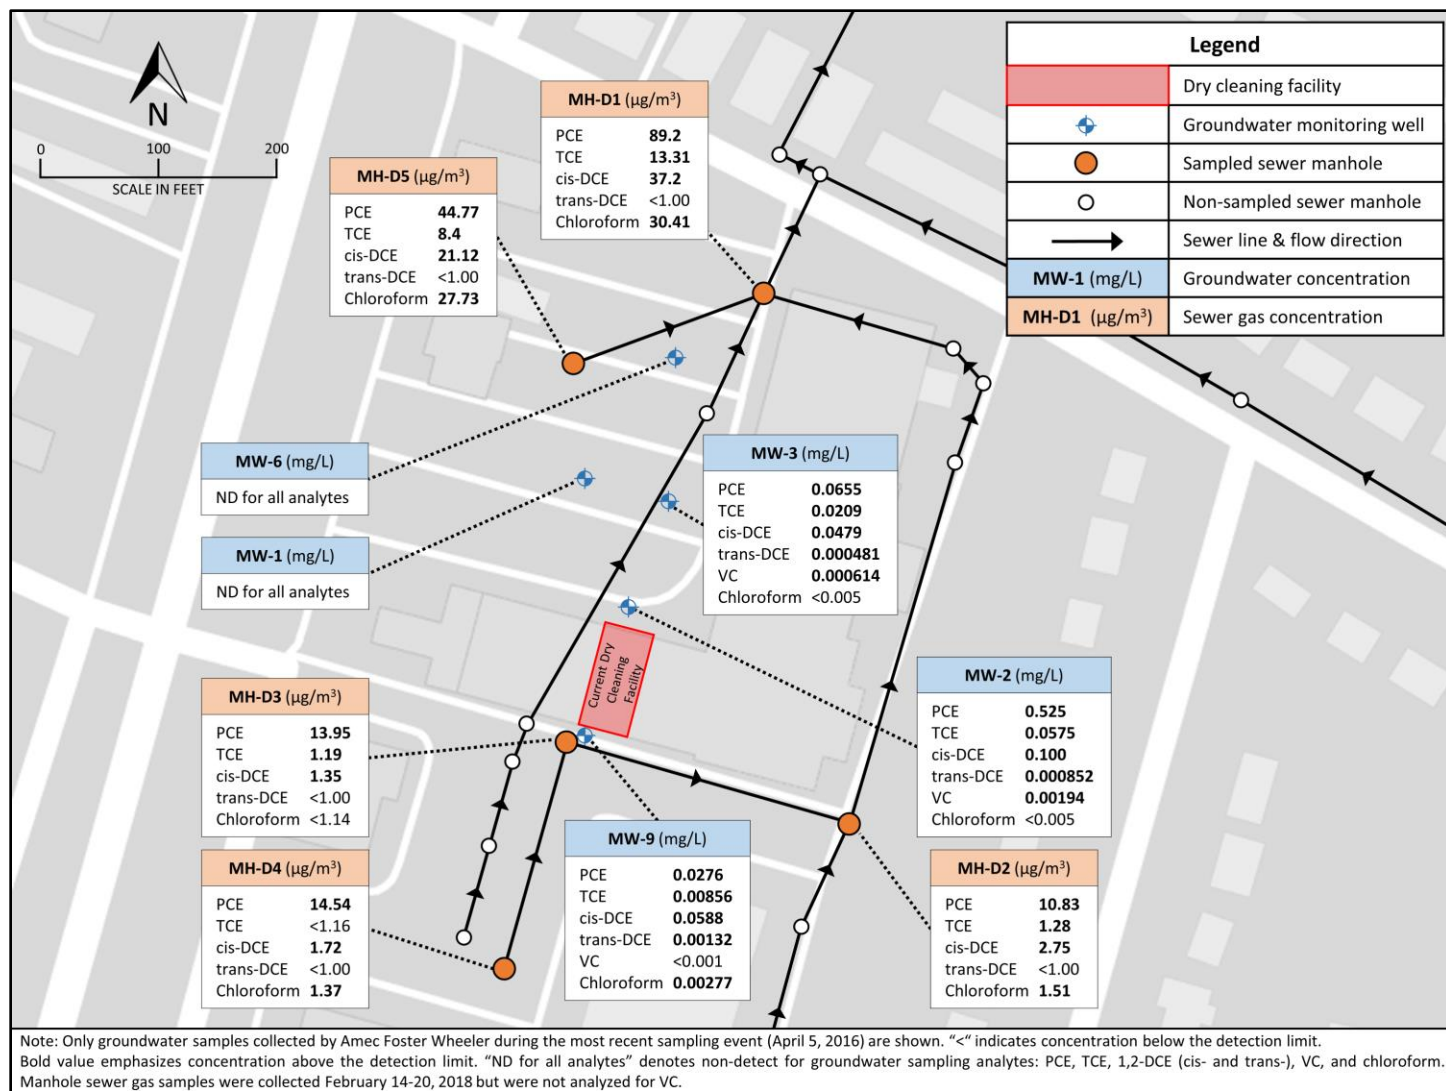 Legend
Dry cleaning facility
Groundwater monitoring well
Sampled sewer manhole
Non-sampled sewer manhole
Sewer line & flow direction
MW-1 (mg/L) Groundwater concentration
MH-D1 (µg/m³) Sewer gas concentration
N
0 100 200
SCALE IN FEET
MH-D1 (µg/m³)
PCE 89.2
TCE 13.31
cis-DCE 37.2
trans-DCE <1.00
Chloroform 30.41
MH-D5 (µg/m³)
PCE 44.77
TCE 8.4
cis-DCE 21.12
trans-DCE <1.00
Chloroform 27.73
MW-6 (mg/L)
ND for all analytes
MW-1 (mg/L)
ND for all analytes
MW-3 (mg/L)
PCE 0.0655
TCE 0.0209
cis-DCE 0.0479
trans-DCE 0.000481
VC 0.000614
Chloroform <0.005
Current Dry
Cleaning
Facility
MW-2 (mg/L)
PCE 0.525
TCE 0.0575
cis-DCE 0.100
trans-DCE 0.000852
VC 0.00194
Chloroform <0.005
MH-D3 (µg/m³)
PCE 13.95
TCE 1.19
cis-DCE 1.35
trans-DCE <1.00
Chloroform <1.14
MH-D4 (µg/m³)
PCE 14.54
TCE <1.16
cis-DCE 1.72
trans-DCE <1.00
Chloroform 1.37
MW-9 (mg/L)
PCE 0.0276
TCE 0.00856
cis-DCE 0.0588
trans-DCE 0.00132
VC <0.001
Chloroform 0.00277
MH-D2 (µg/m³)
PCE 10.83
TCE 1.28
cis-DCE 2.75
trans-DCE <1.00
Chloroform 1.51
Note: Only groundwater samples collected by Amec Foster Wheeler during the most recent sampling event (April 5, 2016) are shown. "<" indicates concentration below the detection limit.
Bold value emphasizes concentration above the detection limit. "ND for all analytes" denotes non-detect for groundwater sampling analytes: PCE, TCE, 1,2-DCE (cis- and trans-), VC, and chloroform.
Manhole sewer gas samples were collected February 14-20, 2018 but were not analyzed for VC.